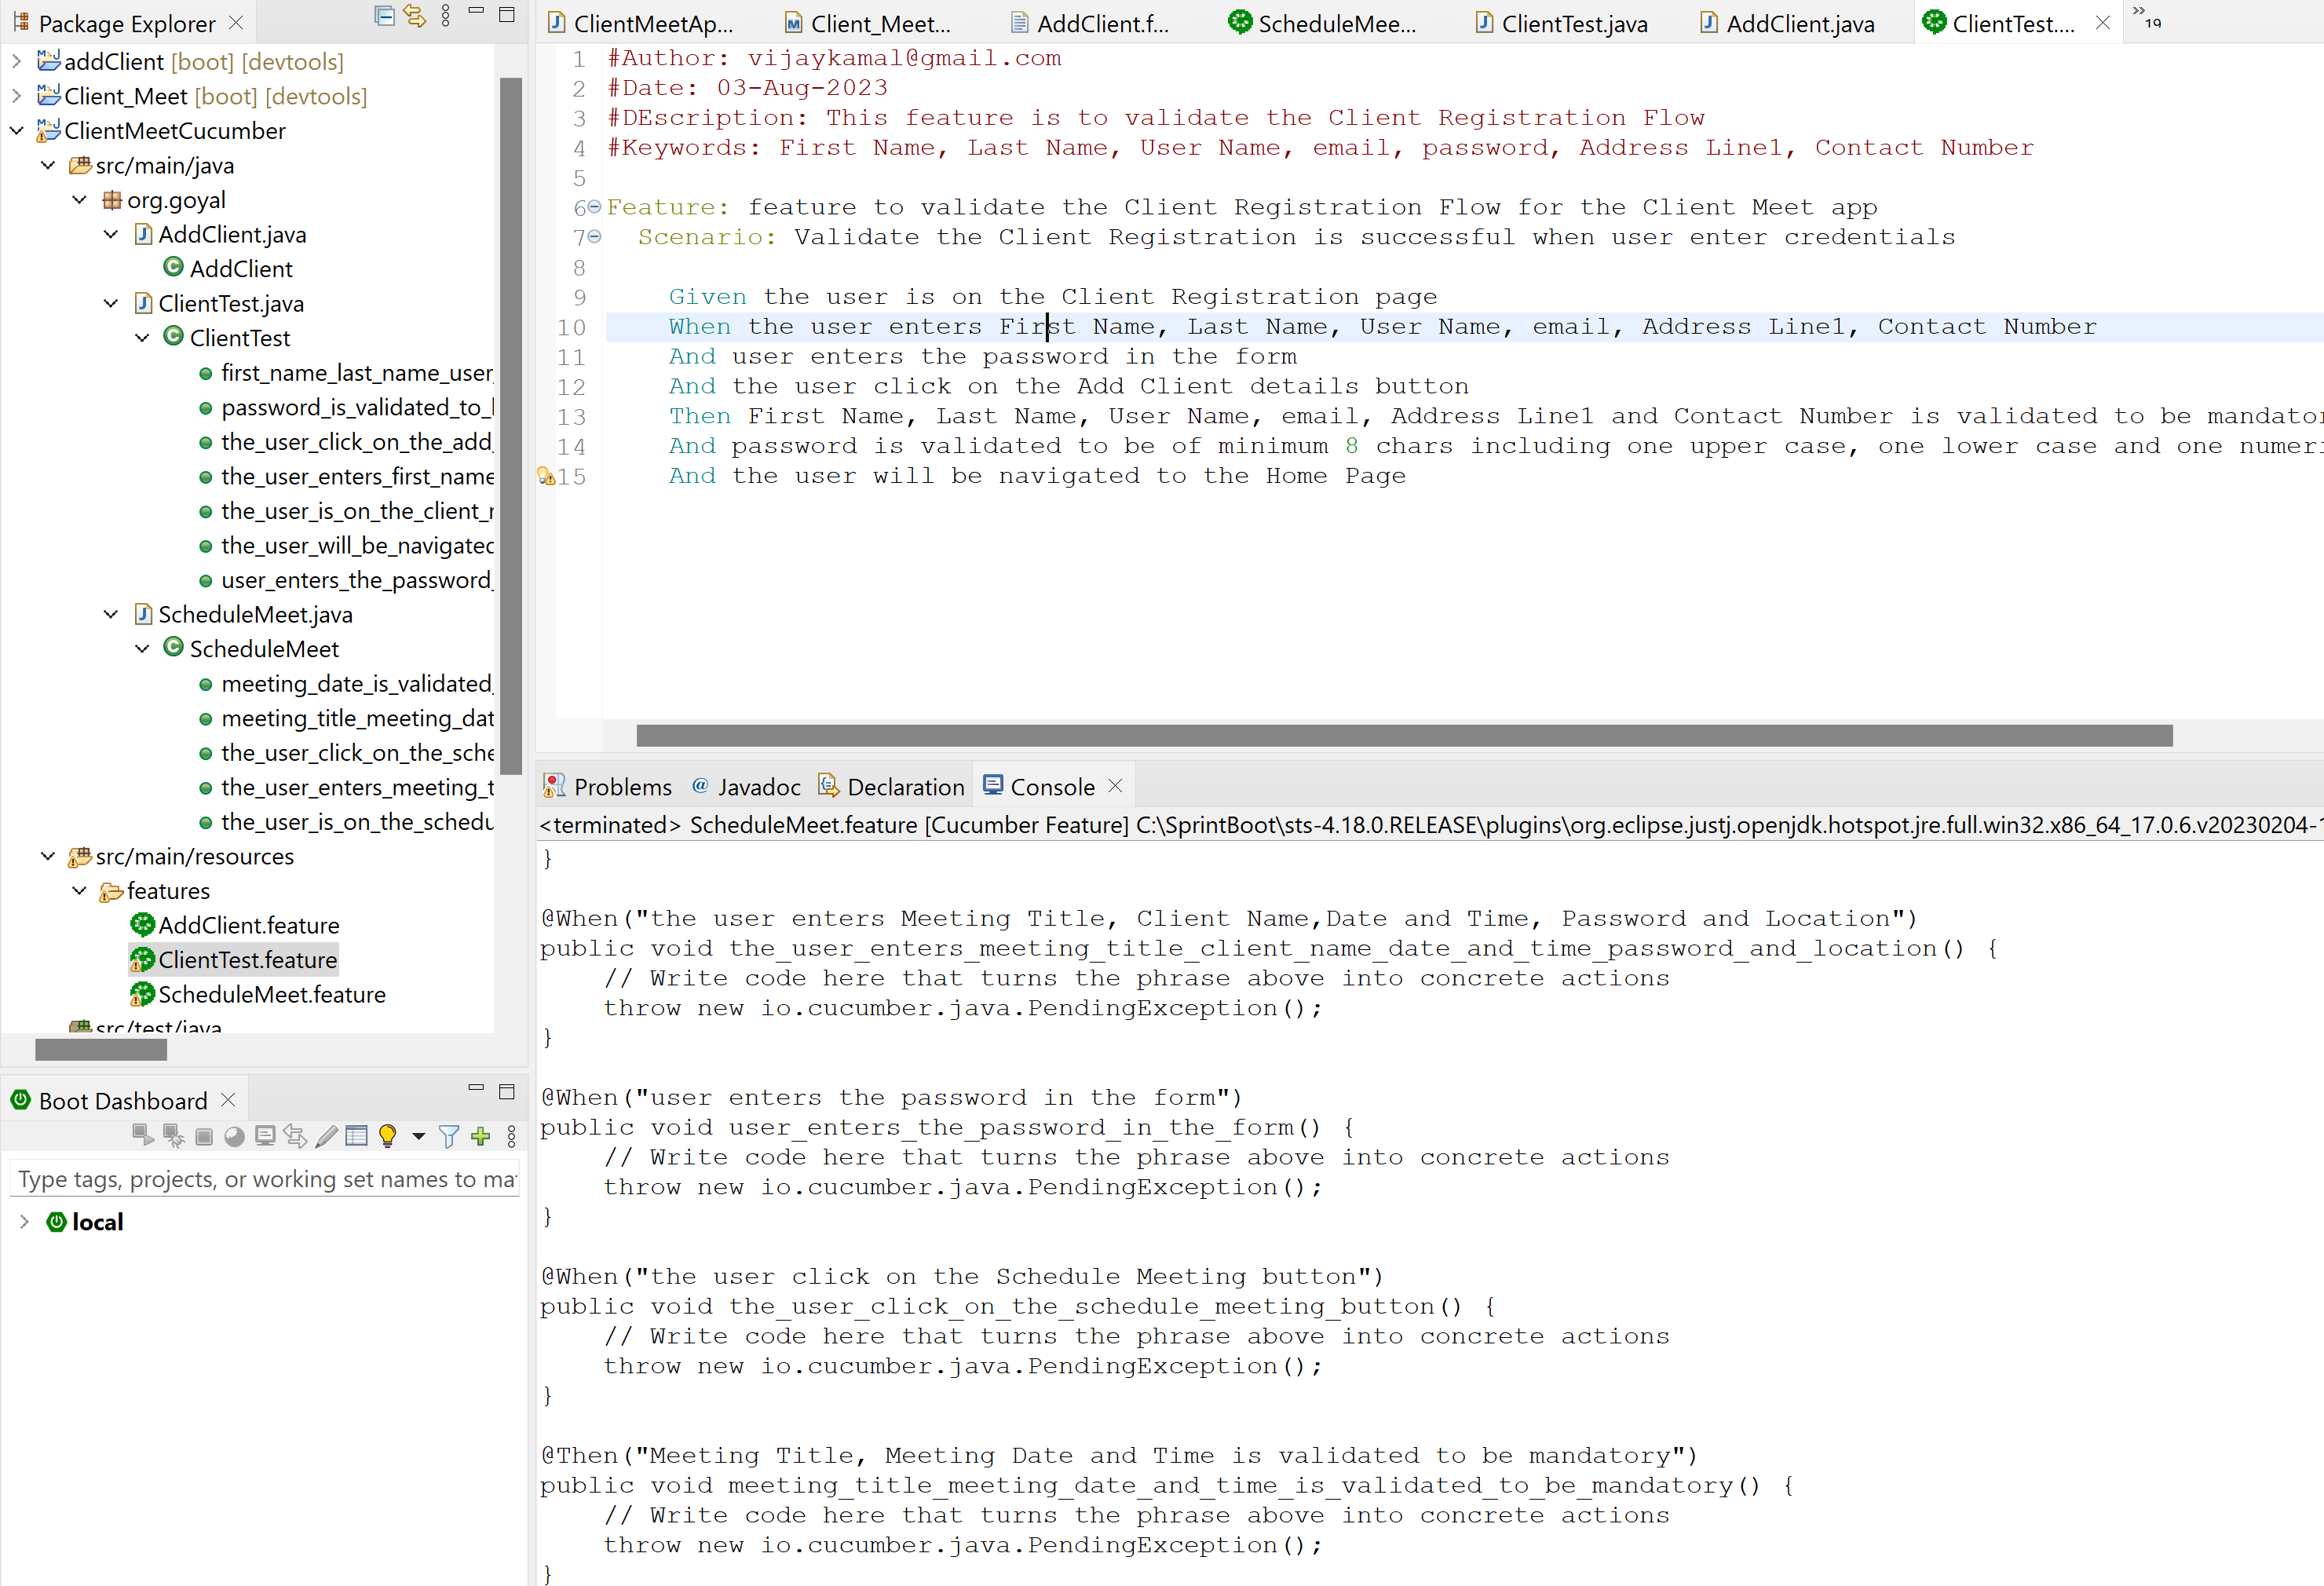 Package Explorer
addClient [boot] [devtools]
Client_Meet [boot] [devtools]
ClientMeetCucumber
src/main/java
org.goyal
AddClient.java
AddClient
ClientTest.java
ClientTest
first_name_last_name_user_
password_is_validated_to_
the_user_click_on_the_add_
the_user_enters_first_name
the_user_is_on_the_client_r
the_user_will_be_navigated
user_enters_the_password_
ScheduleMeet.java
ScheduleMeet
meeting_date_is_validated_
meeting_title_meeting_dat
the_user_click_on_the_sche
the_user_enters_meeting_t
the_user_is_on_the_schedu
src/main/resources
features
AddClient.feature
ClientTest.feature
ScheduleMeet.feature
src/test/java
Boot Dashboard
Type tags, projects, or working set names to ma
local
ClientMeetAp... Client_Meet... AddClient.f... ScheduleMee... ClientTest.java AddClient.java ClientTest.... »19
1 #Author: vijaykamal@gmail.com
2 #Date: 03-Aug-2023
3 #DEscription: This feature is to validate the Client Registration Flow
4 #Keywords: First Name, Last Name, User Name, email, password, Address Line1, Contact Number
5
6 Feature: feature to validate the Client Registration Flow for the Client Meet app
7 Scenario: Validate the Client Registration is successful when user enter credentials
8
9 Given the user is on the Client Registration page
10 When the user enters First Name, Last Name, User Name, email, Address Line1, Contact Number
11 And user enters the password in the form
12 And the user click on the Add Client details button
13 Then First Name, Last Name, User Name, email, Address Line1 and Contact Number is validated to be mandato
14 And password is validated to be of minimum 8 chars including one upper case, one lower case and one numer
15 And the user will be navigated to the Home Page
Problems @ Javadoc Declaration Console
<terminated> ScheduleMeet.feature [Cucumber Feature] C:\SprintBoot\sts-4.18.0.RELEASE\plugins\org.eclipse.justj.openjdk.hotspot.jre.full.win32.x86_64_17.0.6.v20230204-1
}
@When("the user enters Meeting Title, Client Name,Date and Time, Password and Location")
public void the_user_enters_meeting_title_client_name_date_and_time_password_and_location() {
// Write code here that turns the phrase above into concrete actions
throw new io.cucumber.java.PendingException();
}
@When("user enters the password in the form")
public void user_enters_the_password_in_the_form() {
// Write code here that turns the phrase above into concrete actions
throw new io.cucumber.java.PendingException();
}
@When("the user click on the Schedule Meeting button")
public void the_user_click_on_the_schedule_meeting_button() {
// Write code here that turns the phrase above into concrete actions
throw new io.cucumber.java.PendingException();
}
@Then("Meeting Title, Meeting Date and Time is validated to be mandatory")
public void meeting_title_meeting_date_and_time_is_validated_to_be_mandatory() {
// Write code here that turns the phrase above into concrete actions
throw new io.cucumber.java.PendingException();
}